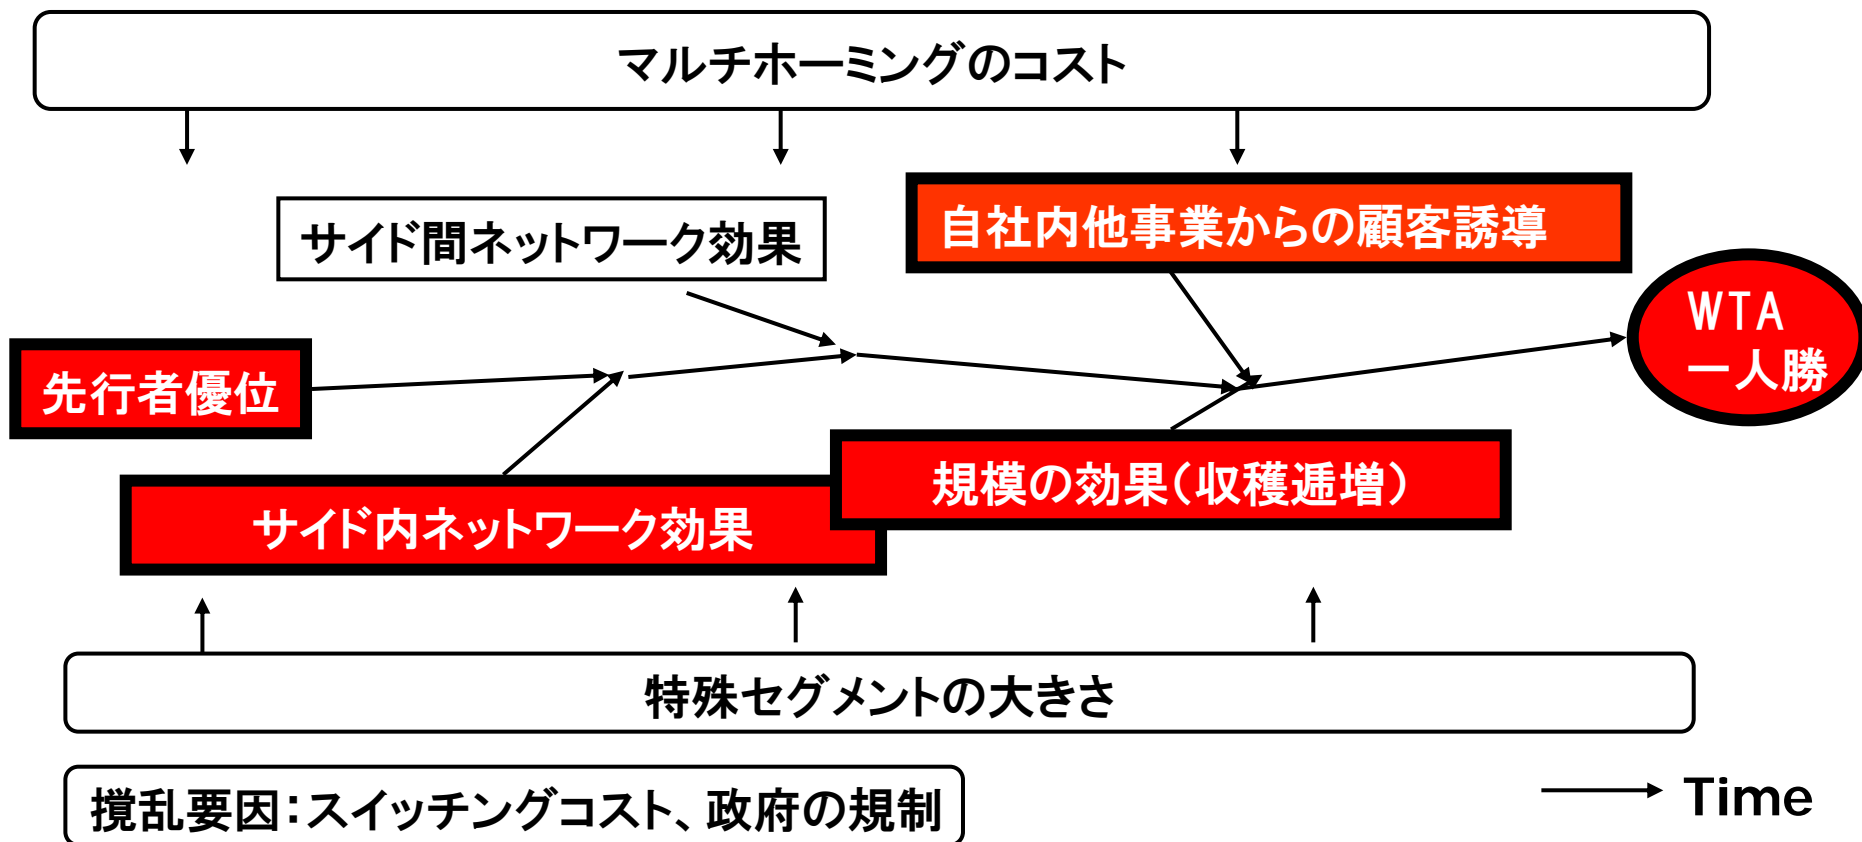 マルチホーミングのコスト
サイド間ネットワーク効果
自社内他事業からの顧客誘導
WTA
一人勝
先行者優位
規模の効果(収穫逓増)
サイド内ネットワーク効果
特殊セグメントの大きさ
撹乱要因:スイッチングコスト、政府の規制
Time